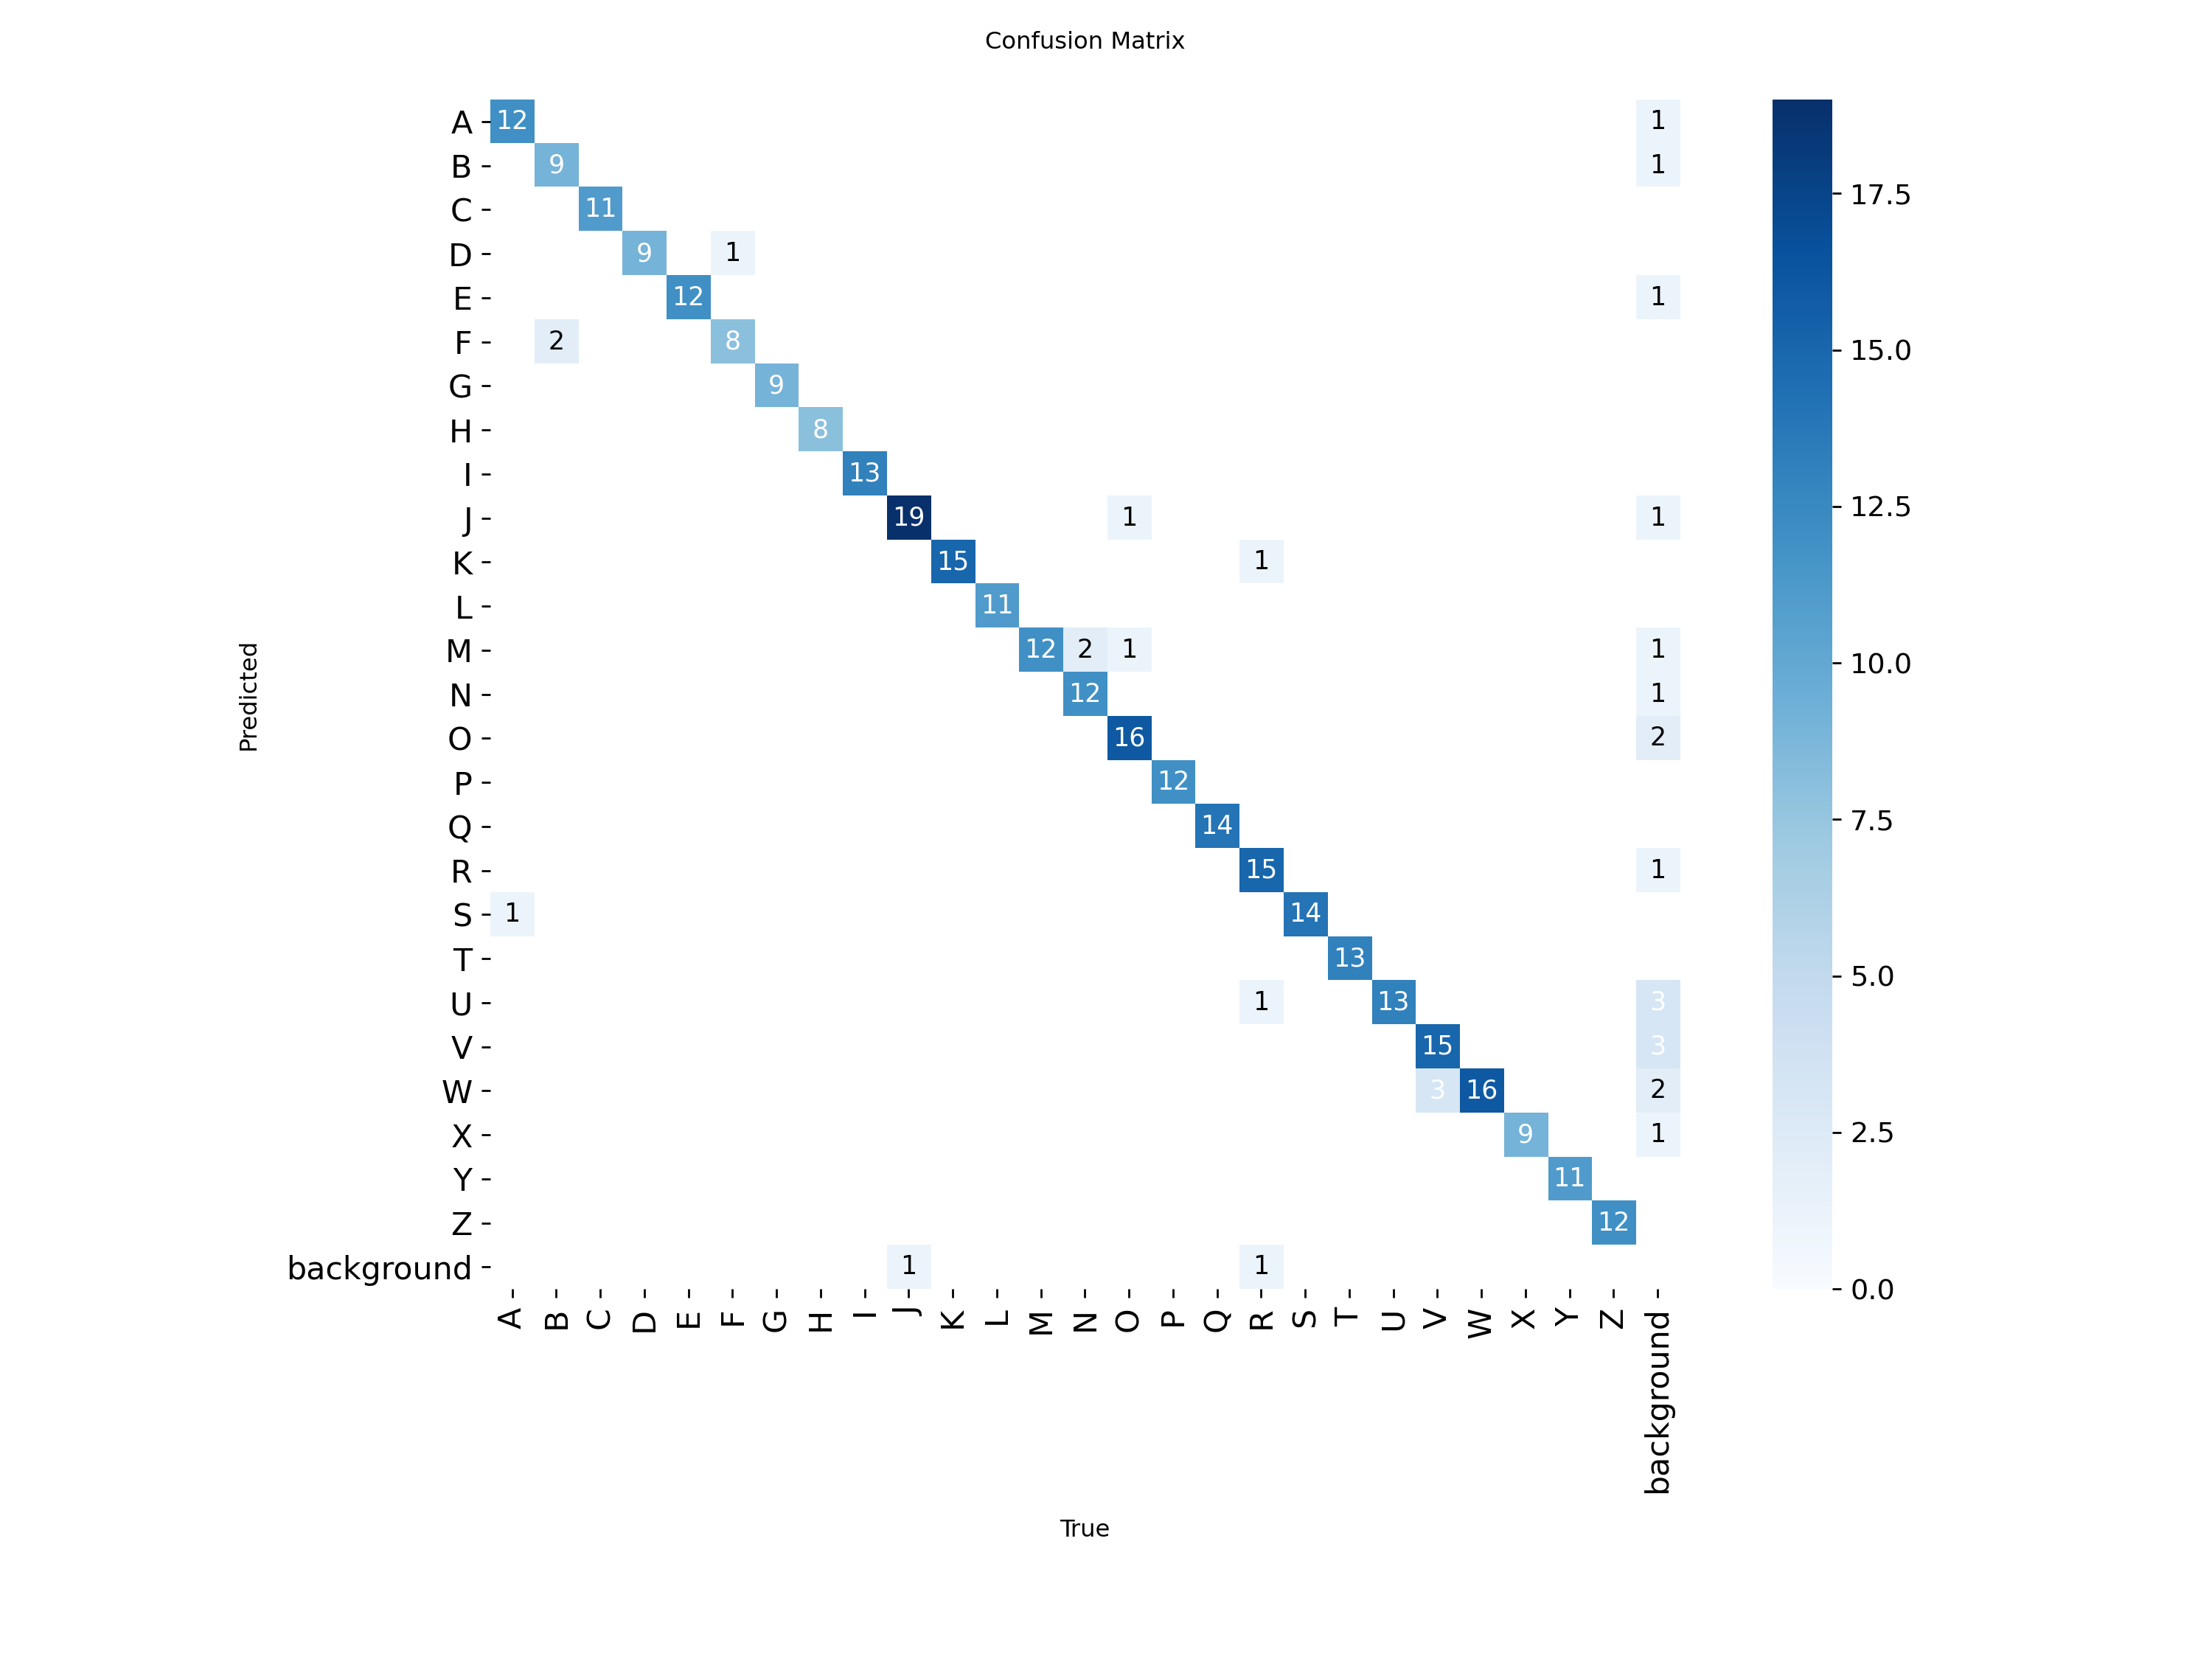 Confusion Matrix
A 12 1
B 9 1
C 11
D 9 1
E 12 1
F 2 8
G 9
H 8
I 13
J 19 1 1
K 15 1
L 11
M 12 2 1 1
N 12 1
O 16 2
P 12
Q 14
R 15 1
S 1 14
T 13
U 1 13 3
V 15 3
W 3 16 2
X 9 1
Y 11
Z 12
background 1 1
A B C D E F G H I J K L M N O P Q R S T U V W X Y Z background
Predicted
True
17.5
15.0
12.5
10.0
7.5
5.0
2.5
0.0